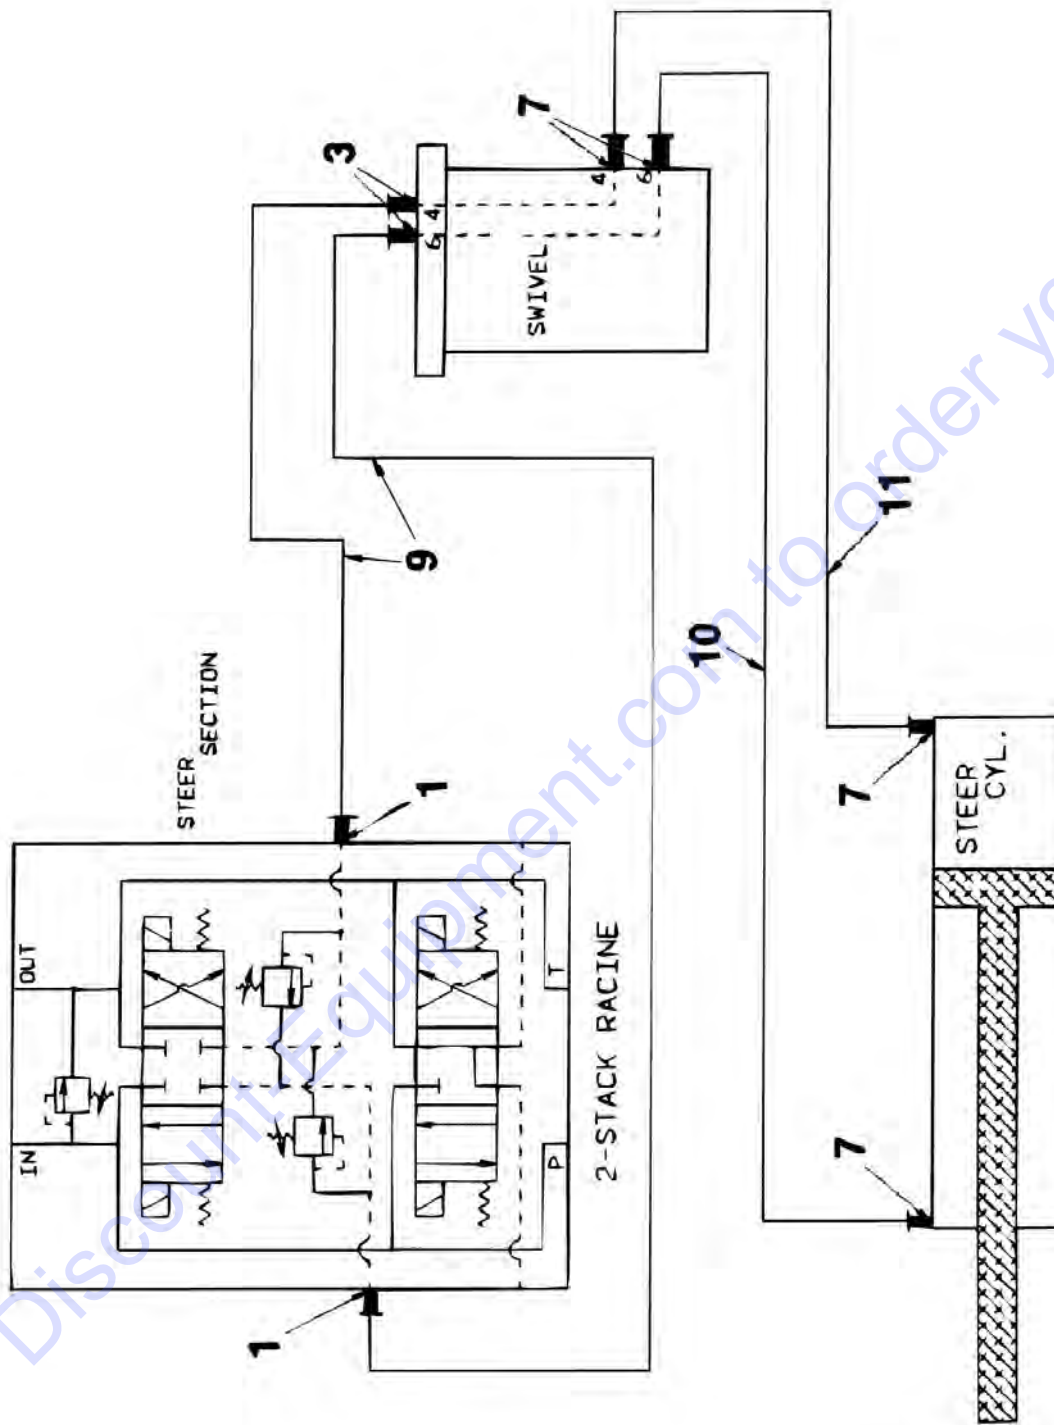 IN
OUT
STEER
SECTION
1
1
P
T
2-STACK RACINE
9
3
6
4
SWIVEL
4
6
7
10
11
7
7
STEER
CYL.
Discount-Equipment.com to order yo